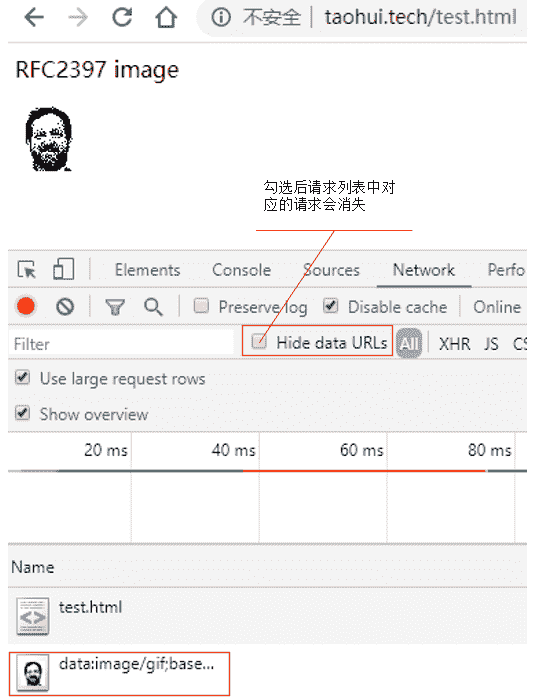 不安全 | taohui.tech/test.html
RFC2397 image
勾选后请求列表中对
应的请求会消失
Elements Console Sources Network Perfo
Preserve log Disable cache Online
Filter Hide data URLs All XHR JS CS
Use large request rows
Show overview
20 ms 40 ms 60 ms 80 ms
Name
test.html
data:image/gif;base...